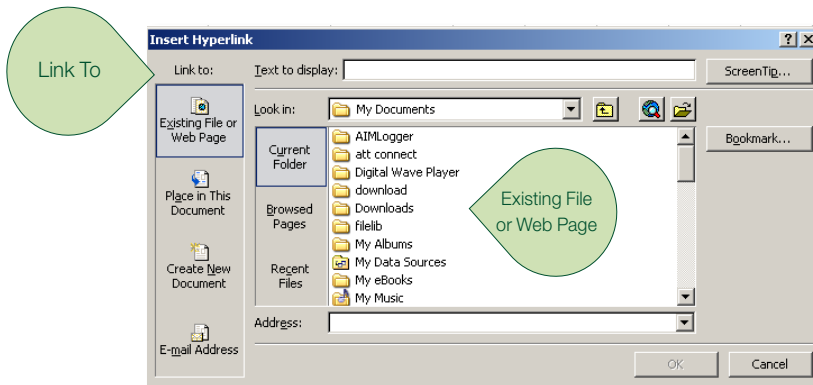 Insert Hyperlink
Link To
Link to:
Text to display:
ScreenTip...
Existing File or
Web Page
Look in:
My Documents
Bookmark...
Current
Folder
AIMLogger
att connect
Digital Wave Player
download
Downloads
filelib
My Albums
My Data Sources
My eBooks
My Music
Existing File
or Web Page
Place in This
Document
Browsed
Pages
Create New
Document
Recent
Files
Address:
E-mail Address
OK
Cancel